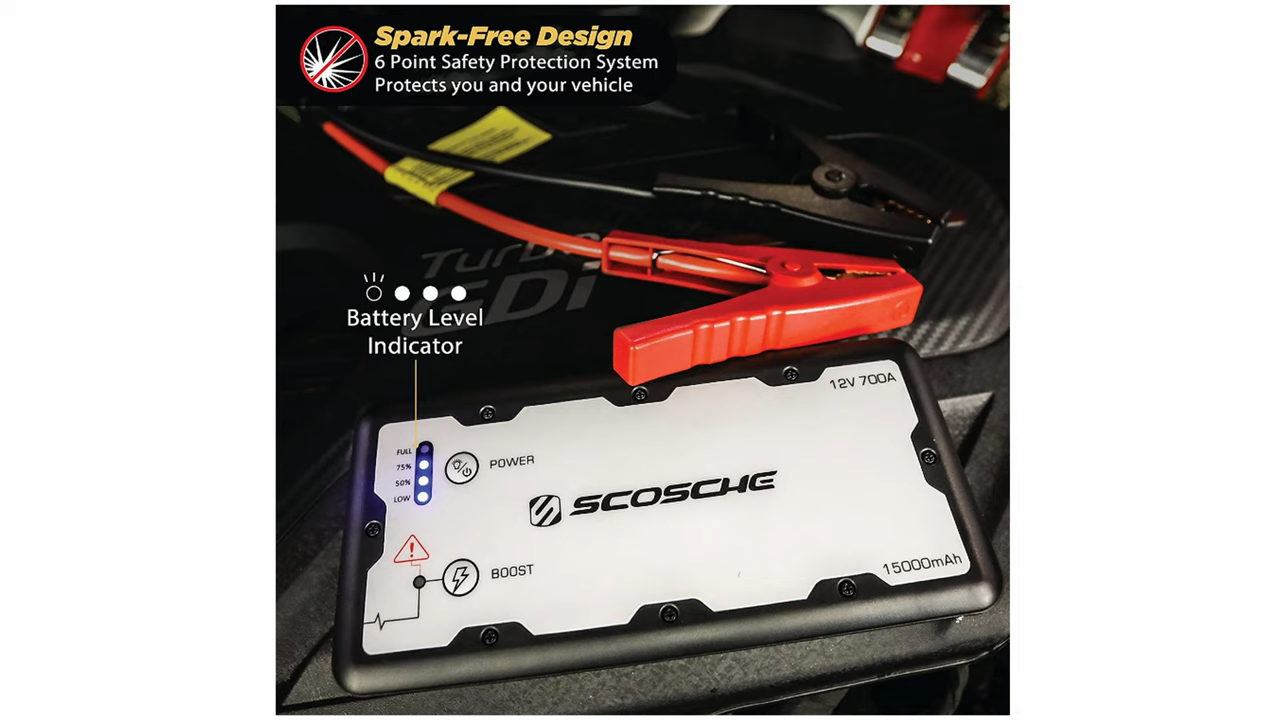 Spark-Free Design
6 Point Safety Protection System
Protects you and your vehicle
Turbo
GDi
Battery Level
Indicator
12V 700A
FULL
75%
50%
LOW
POWER
SCOSCHE
BOOST
15000mAh